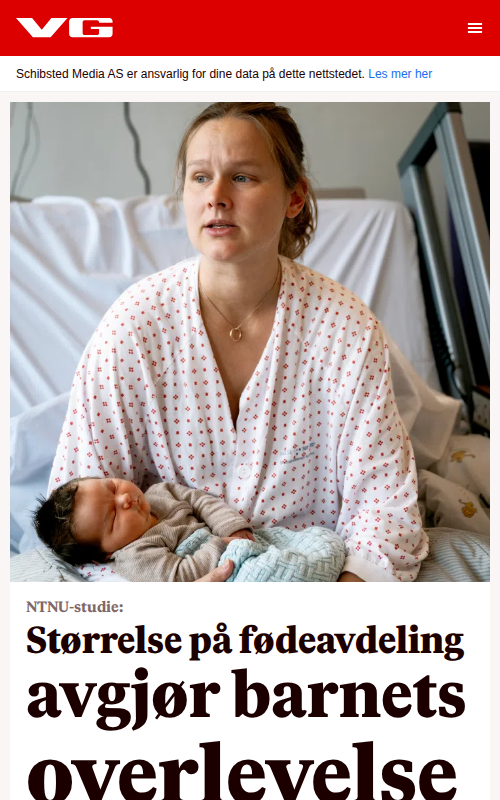 VG
Schibsted Media AS er ansvarlig for dine data på dette nettstedet. Les mer her
NTNU-studie:
Størrelse på fødeavdeling
avgjør barnets
overlevelse